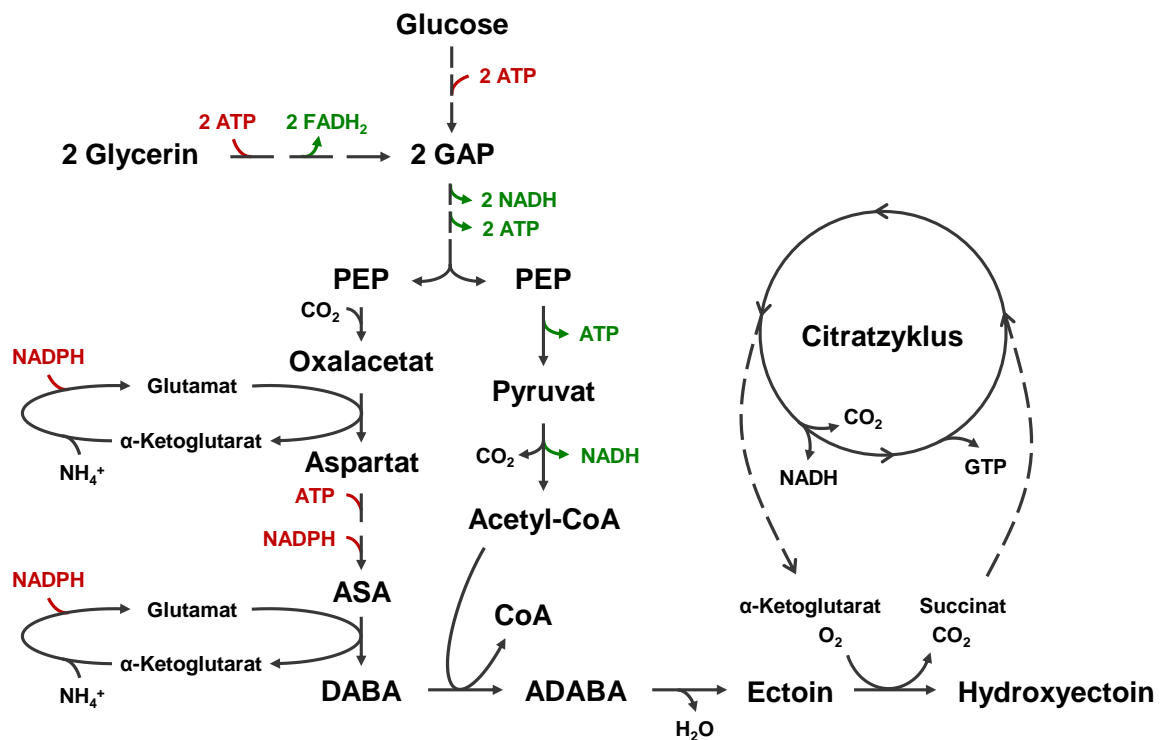 Glucose
2 ATP
2 ATP
2 FADH₂
2 Glycerin
2 GAP
2 NADH
2 ATP
PEP
PEP
CO₂
ATP
Oxalacetat
Citratzyklus
NADPH
Glutamat
Pyruvat
α-Ketoglutarat
NH₄⁺
Aspartat
CO₂
NADH
CO₂
NADH
GTP
ATP
NADPH
Acetyl-CoA
NADPH
Glutamat
ASA
CoA
α-Ketoglutarat
Succinat
O₂
CO₂
α-Ketoglutarat
NH₄⁺
DABA
ADABA
H₂O
Ectoin
Hydroxyectoin